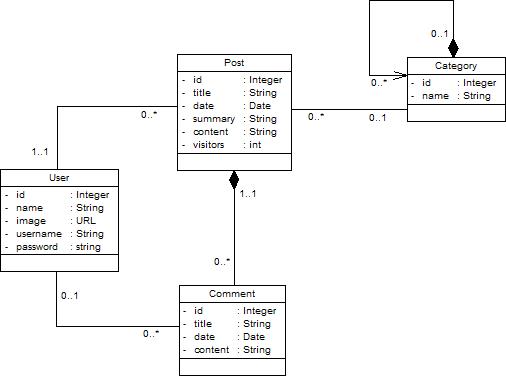 0..1
Post
- id : Integer
- title : String
- date : Date
- summary : String
- content : String
- visitors : int
Category
- id : Integer
- name : String
0..*
0..*
0..*
0..1
1..1
User
- id : Integer
- name : String
- image : URL
- username : String
- password : string
1..1
0..*
0..1
0..*
Comment
- id : Integer
- title : String
- date : Date
- content : String